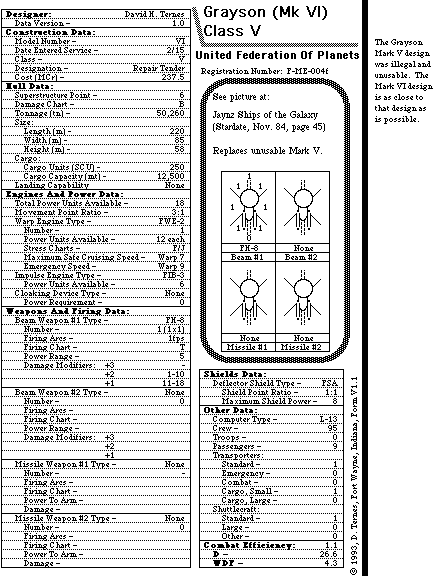 Designer: David H. Ternes
Data Version - 1.0
Construction Data:
Model Number - VI
Date Entered Service - 2/15
Class - V
Designation - Repair Tender
Cost (MCr) - 237.5
Hull Data:
Superstructure Point - 6
Damage Chart - B
Tonnage (tn) - 50,260
Size:
Length (m) - 220
Width (m) - 85
Height (m) - 58
Cargo:
Cargo Units (SCU) - 250
Cargo Capacity (mt) - 12,500
Landing Capability None
Engines And Power Data:
Total Power Units Available - 18
Movement Point Ratio - 3:1
Warp Engine Type - FWE-2
Number - 1
Power Units Available - 12 each
Stress Charts - F/J
Maximum Safe Cruising Speed - Warp 7
Emergency Speed - Warp 9
Impulse Engine Type - FIB-3
Power Units Available - 6
Cloaking Device Type - None
Power Requirement - 0
Weapons And Firing Data:
Beam Weapon #1 Type - FH-8
Number - 1(1x1)
Firing Arcs - 1fps
Firing Chart - T
Power Range - 5
Damage Modifiers: +3 -
+2 1-10
+1 11-18
Beam Weapon #2 Type - None
Number - 0
Firing Arcs -
Firing Chart -
Power Range -
Damage Modifiers: +3
+2
+1
Missile Weapon #1 Type - None
Number - -
Firing Arcs -
Firing Chart -
Power To Arm -
Damage -
Missile Weapon #2 Type - None
Number - 0
Firing Arcs -
Firing Chart -
Power To Arm -
Damage -
Grayson (Mk VI)
Class V
United Federation Of Planets
Registration Number: F-ME-0046
See picture at:
Jaynz Ships of the Galaxy
(Stardate, Nov. 84, page 45)
Replaces unusable Mark V.
1 1
1 1
FH-8 None
Beam #1 Beam #2
None None
Missile #1 Missile #2
Shields Data:
Deflector Shield Type - FSA
Shield Point Ratio - 1:1
Maximum Shield Power - 8
Other Data:
Computer Type - L-13
Crew - 95
Troops - 0
Passengers - 9
Transporters:
Standard - 1
Emergency - 0
Combat - 0
Cargo, Small - 1
Cargo, Large - 0
Shuttlecraft:
Standard - 1
Large - 0
Other - 0
Combat Efficiency: 1.1
D - 26.6
WDF - 4.3
© 1993, D. Ternes, Fort Wayne, Indiana, Form V1.1
The Grayson
Mark V design
was illegal and
unusable. The
Mark VI design
is as close to
that design as
is possible.